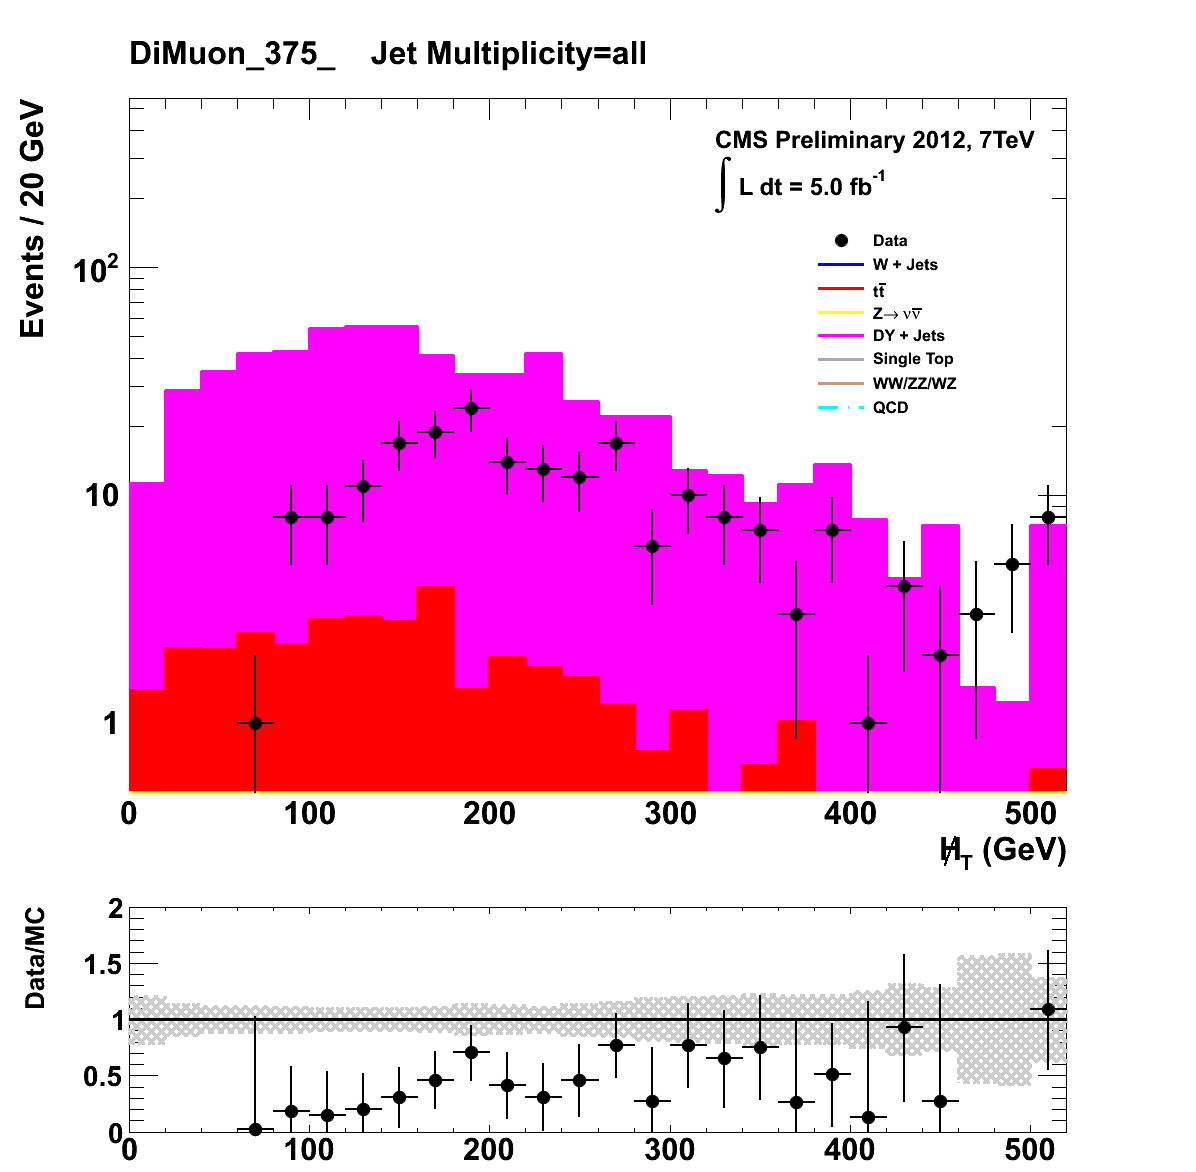 DiMuon_375_ Jet Multiplicity=all
Events / 20 GeV
CMS Preliminary 2012, 7TeV
∫ L dt = 5.0 fb⁻¹
Data
W + Jets
tt̅
Z→ νν̅
DY + Jets
Single Top
WW/ZZ/WZ
QCD
10²
10
1
0 100 200 300 400 500
H̸_T (GeV)
Data/MC
2
1.5
1
0.5
0
0 100 200 300 400 500